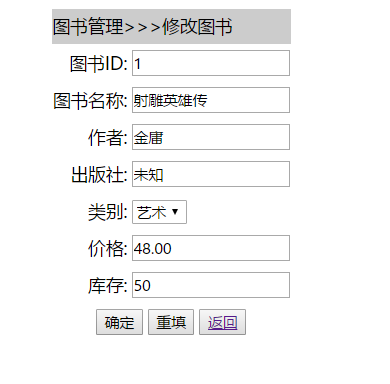 图书管理>>>修改图书
图书ID: 1
图书名称: 射雕英雄传
作者: 金庸
出版社: 未知
类别: 艺术 ▼
价格: 48.00
库存: 50
确定 重填 返回